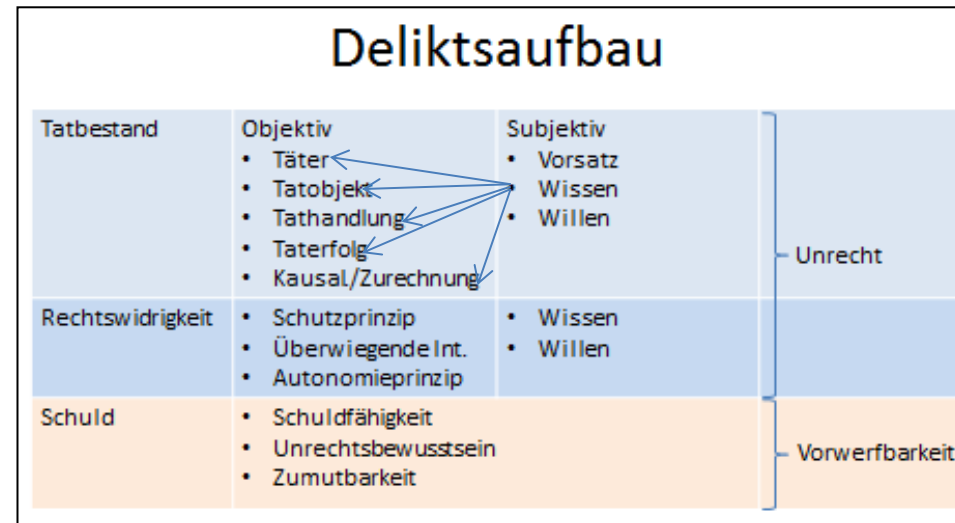 Deliktsaufbau
Tatbestand
Objektiv
• Täter
• Tatobjekt
• Tathandlung
• Taterfolg
• Kausal./Zurechnung
Subjektiv
• Vorsatz
• Wissen
• Willen
Unrecht
Rechtswidrigkeit
• Schutzprinzip
• Überwiegende Int.
• Autonomieprinzip
• Wissen
• Willen
Schuld
• Schuldfähigkeit
• Unrechtsbewusstsein
• Zumutbarkeit
Vorwerfbarkeit